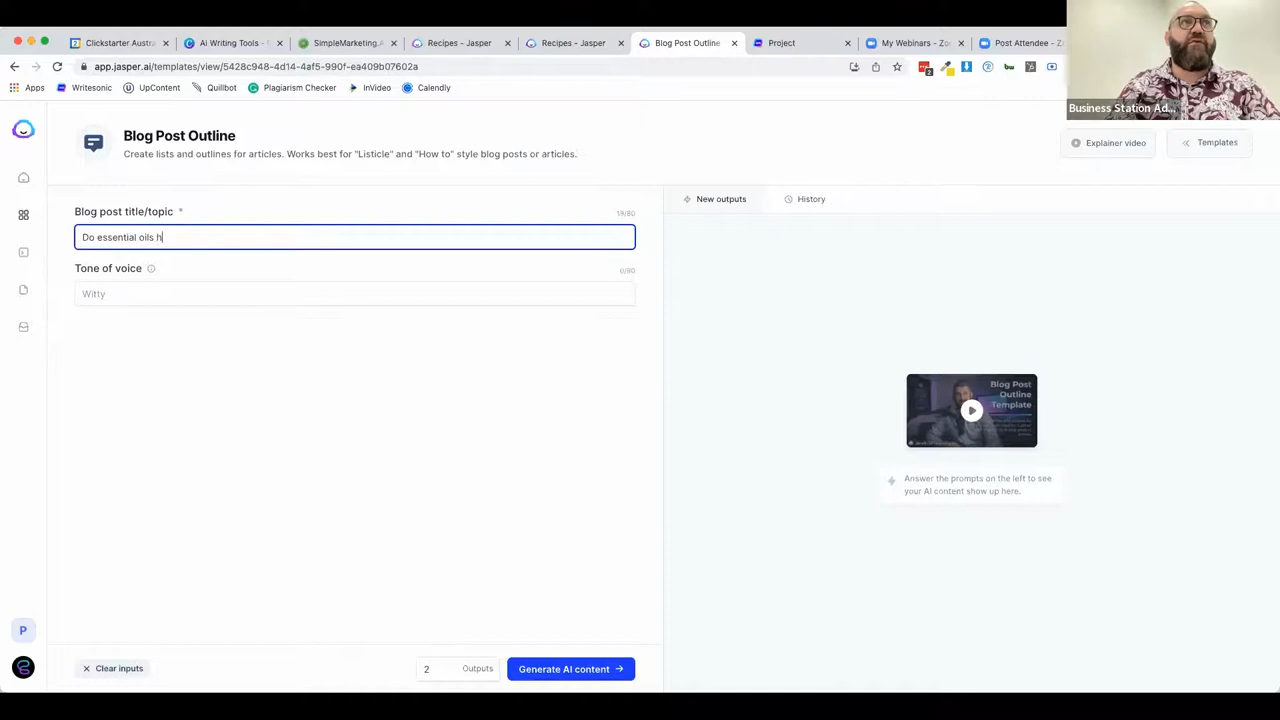 Clickstarter Austra
Ai Writing Tools -
SimpleMarketing.A
Recipes - Jasper
Recipes - Jasper
Blog Post Outline
Project
My Webinars - Zoo
Post Attendee - Z
app.jasper.ai/templates/view/5428c948-4d14-4af5-990f-ea409b07602a
2
Apps
Writesonic
UpContent
Quillbot
Plagiarism Checker
InVideo
Calendly
Business Station Ad...
Blog Post Outline
Create lists and outlines for articles. Works best for "Listicle" and "How to" style blog posts or articles.
Explainer video
Templates
New outputs
History
Blog post title/topic *
19/80
Do essential oils h
Tone of voice
0/80
Witty
Blog Post
Outline
Template
Answer the prompts on the left to see
your AI content show up here.
P
Clear inputs
2
Outputs
Generate AI content